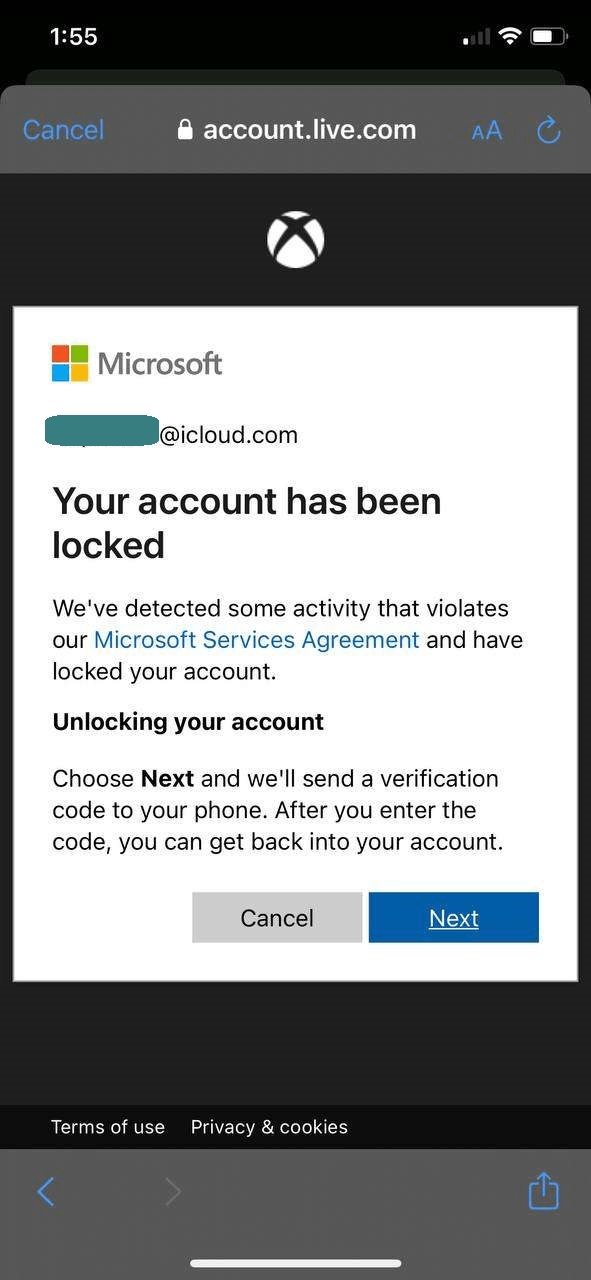 1:55
Cancel account.live.com AA
Microsoft
@icloud.com
Your account has been
locked
We've detected some activity that violates
our Microsoft Services Agreement and have
locked your account.
Unlocking your account
Choose Next and we'll send a verification
code to your phone. After you enter the
code, you can get back into your account.
Cancel Next
Terms of use Privacy & cookies